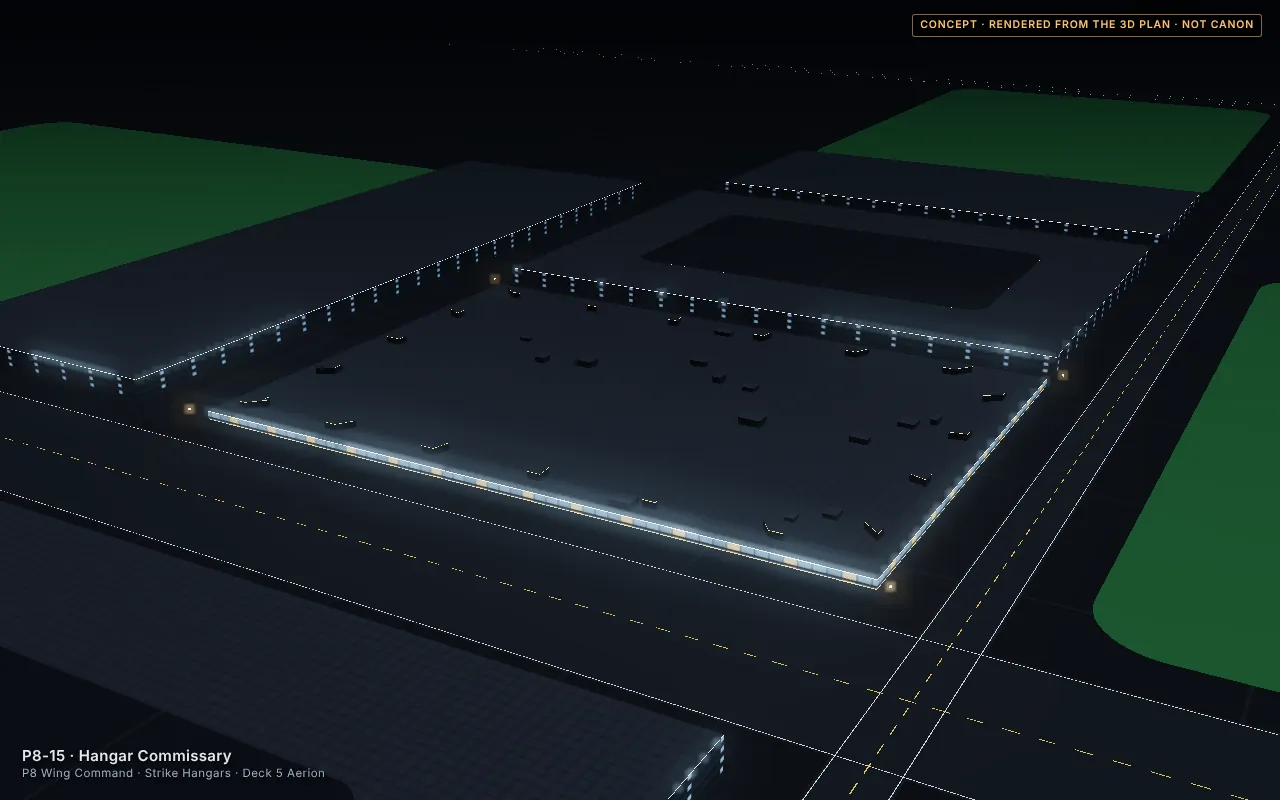 CONCEPT · RENDERED FROM THE 3D PLAN · NOT CANON
P8-15 · Hangar Commissary
P8 Wing Command · Strike Hangars · Deck 5 Aerion